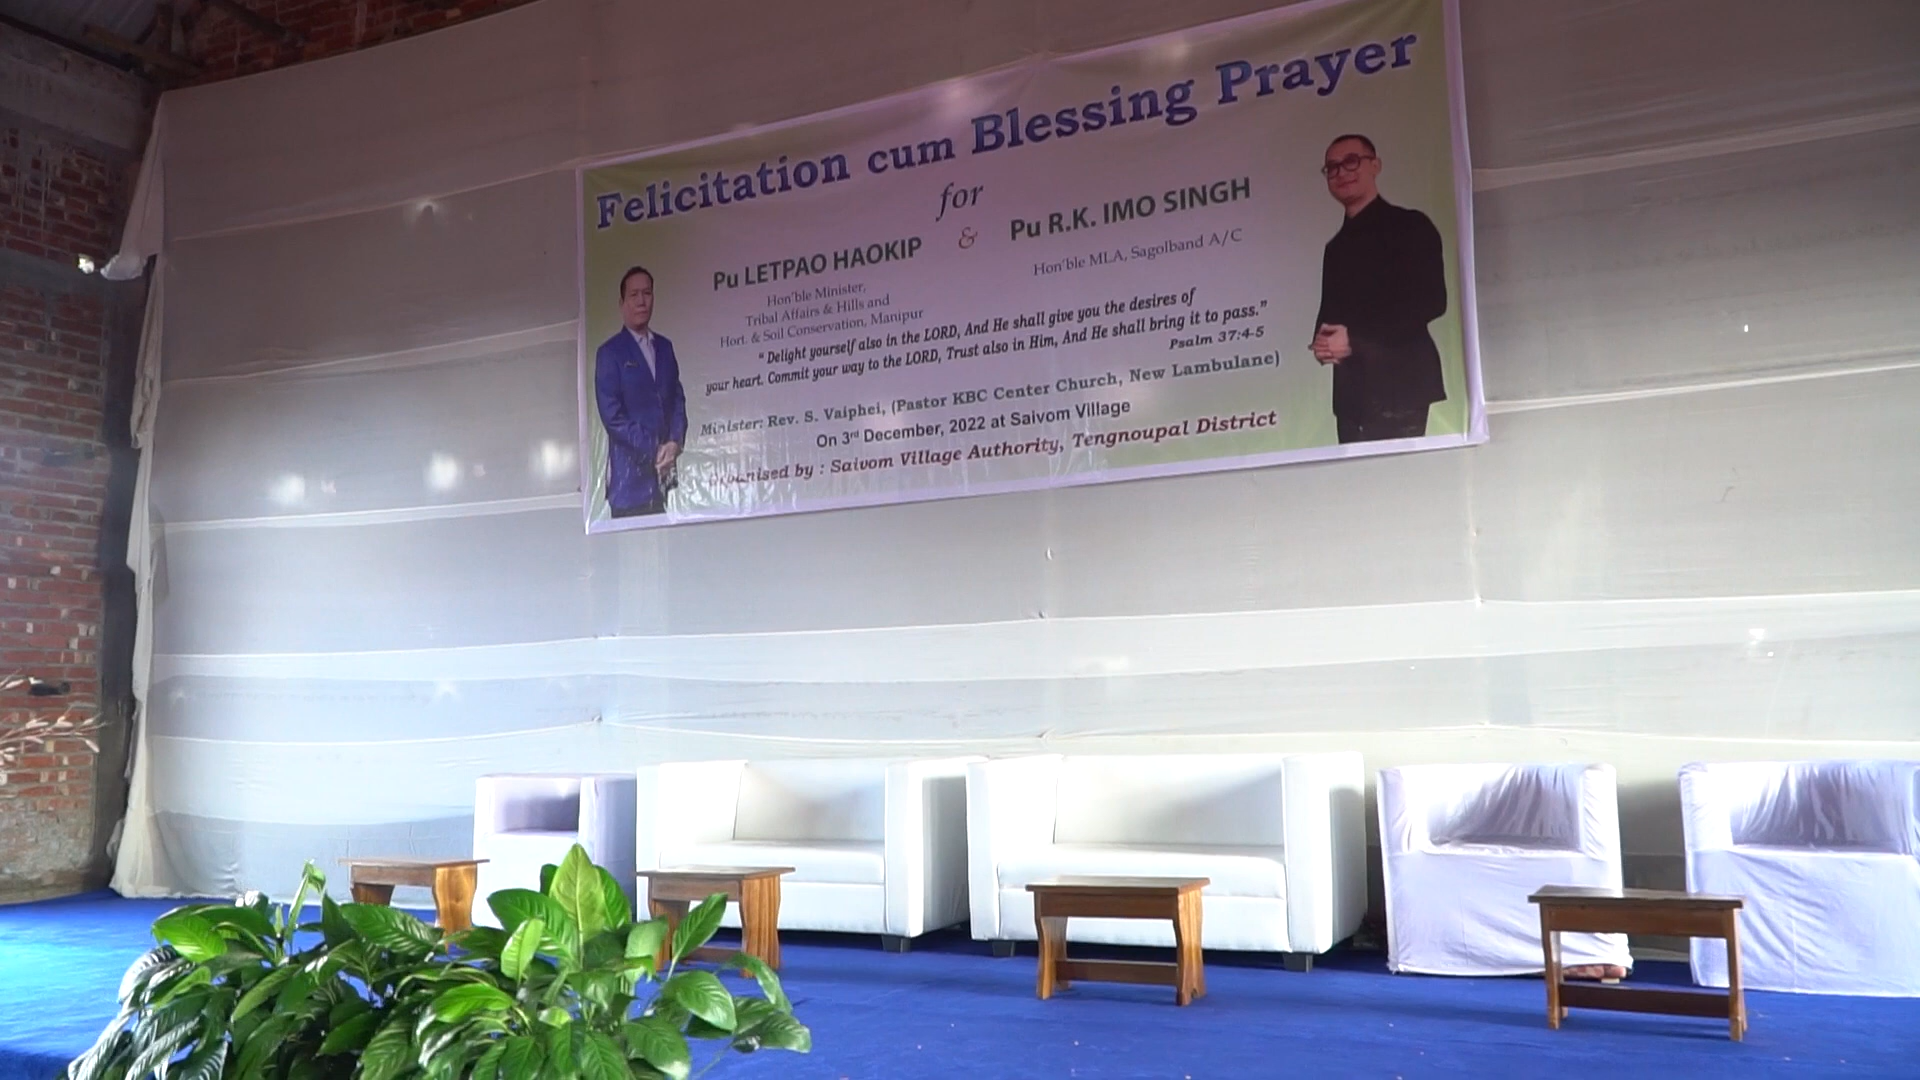 Felicitation cum Blessing Prayer
for
Pu LETPAO HAOKIP & Pu R.K. IMO SINGH
Hon'ble Minister,
Tribal Affairs & Hills and
Hort. & Soil Conservation, Manipur
Hon'ble MLA, Sagolband A/C
“Delight yourself also in the LORD, And He shall give you the desires of
your heart. Commit your way to the LORD, Trust also in Him, And He shall bring it to pass.”
Psalm 37:4-5
Minister: Rev. S. Vaiphei, (Pastor KBC Center Church, New Lambulane)
On 3rd December, 2022 at Saivom Village
Organised by : Saivom Village Authority, Tengnoupal District